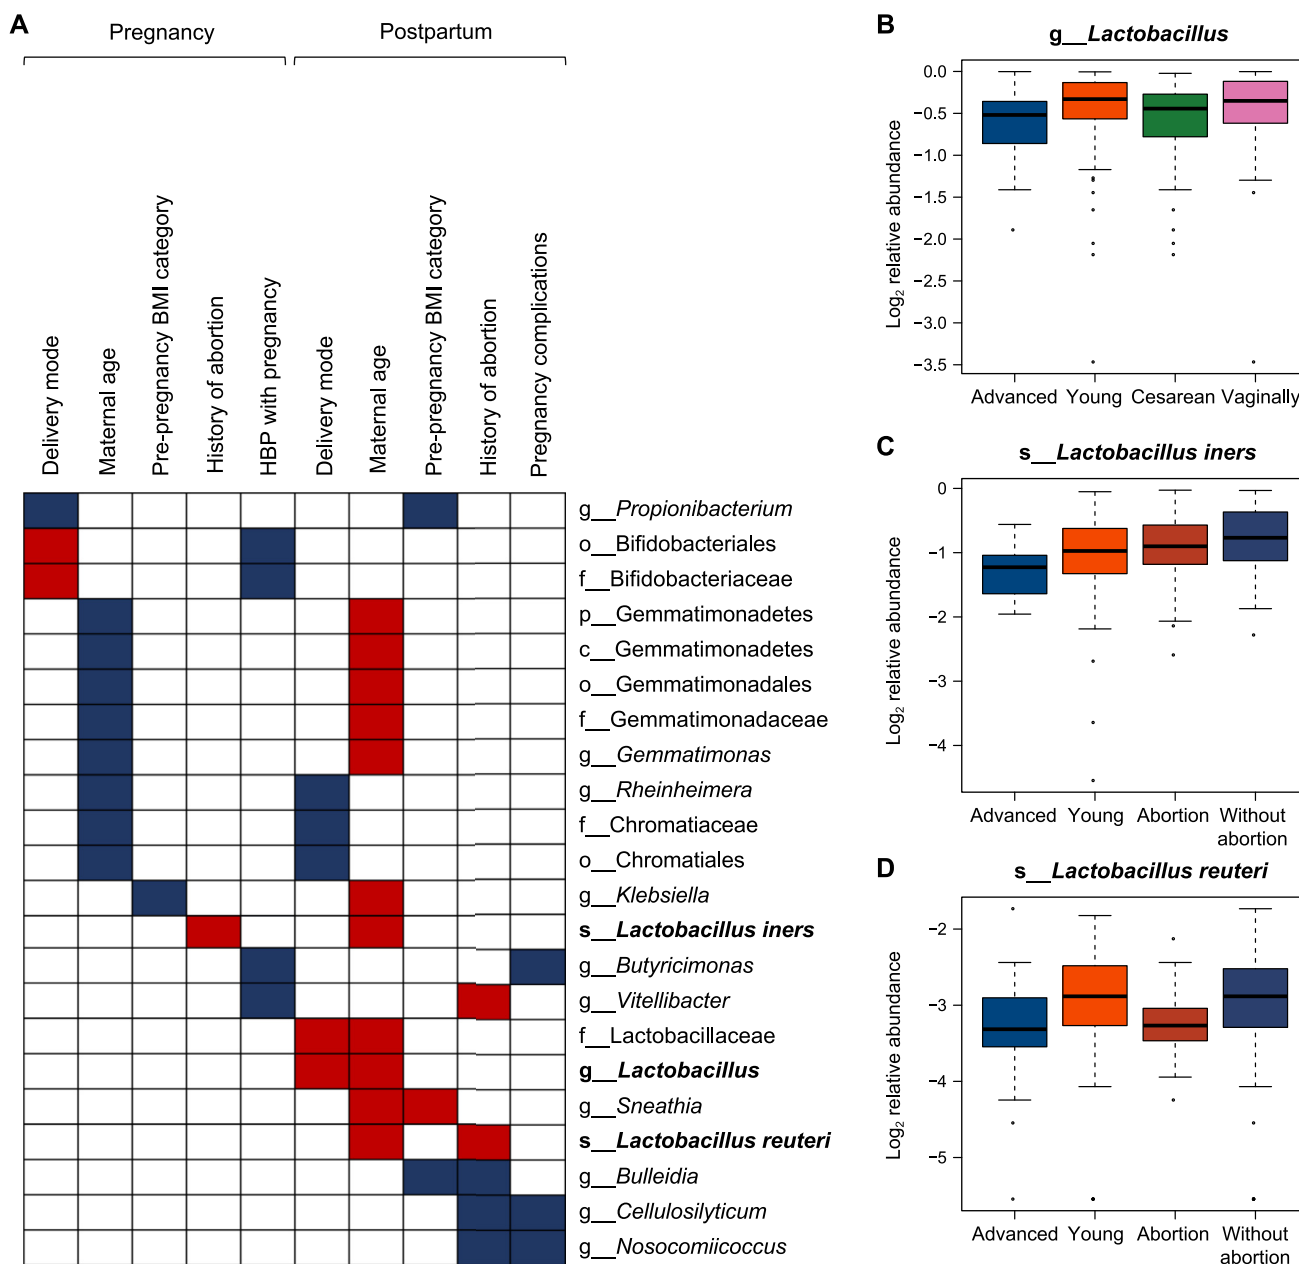 A
Pregnancy
Postpartum
Delivery mode
Maternal age
Pre-pregnancy BMI category
History of abortion
HBP with pregnancy
Delivery mode
Maternal age
Pre-pregnancy BMI category
History of abortion
Pregnancy complications
g__Propionibacterium
o__Bifidobacteriales
f__Bifidobacteriaceae
p__Gemmatimonadetes
c__Gemmatimonadetes
o__Gemmatimonadales
f__Gemmatimonadaceae
g__Gemmatimonas
g__Rheinheimera
f__Chromatiaceae
o__Chromatiales
g__Klebsiella
s__Lactobacillus iners
g__Butyricimonas
g__Vitellibacter
f__Lactobacillaceae
g__Lactobacillus
g__Sneathia
s__Lactobacillus reuteri
g__Bulleidia
g__Cellulosilyticum
g__Nosocomiicoccus
B
g__Lactobacillus
Log₂ relative abundance
0.0
−0.5
−1.0
−1.5
−2.0
−2.5
−3.0
−3.5
Advanced Young Cesarean Vaginally
C
s__Lactobacillus iners
Log₂ relative abundance
0
−1
−2
−3
−4
Advanced Young Abortion Without
abortion
D
s__Lactobacillus reuteri
Log₂ relative abundance
−2
−3
−4
−5
Advanced Young Abortion Without
abortion